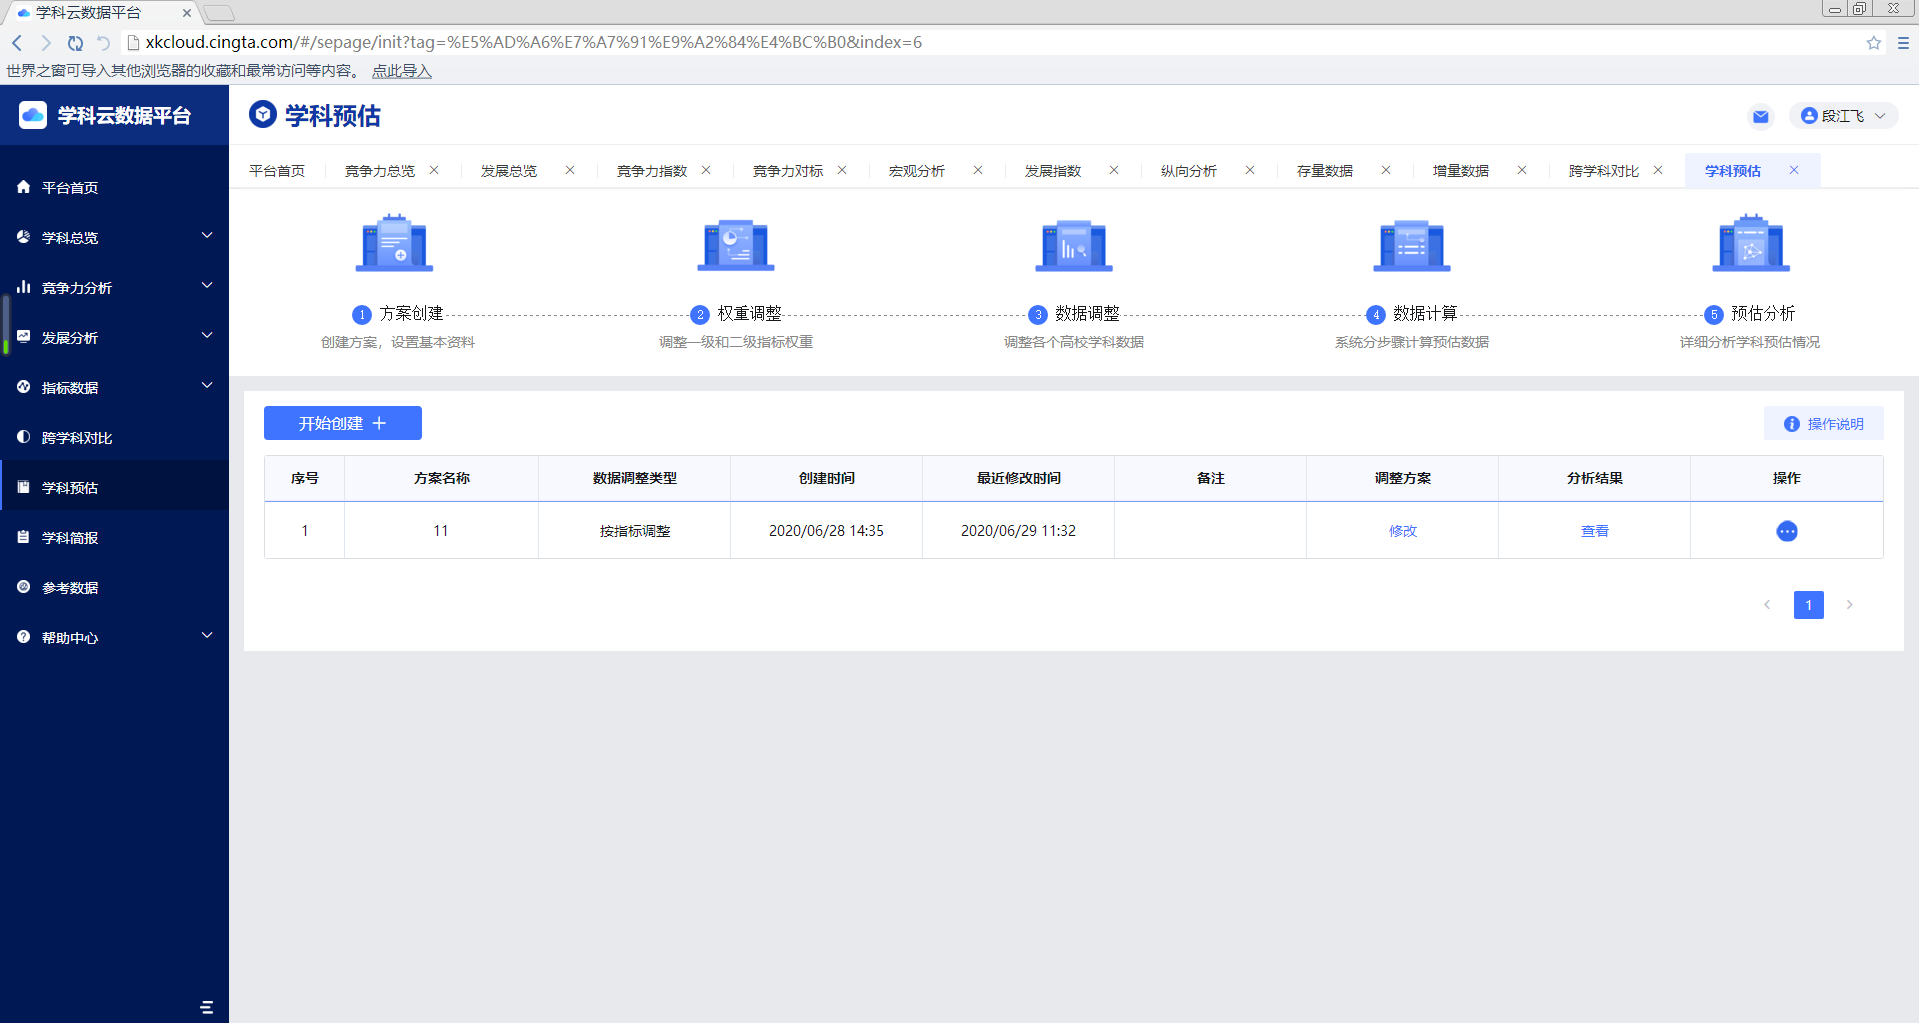 学科云数据平台
xkcloud.cingta.com/#/sepage/init?tag=%E5%AD%A6%E7%A7%91%E9%A2%84%E4%BC%B0&index=6
世界之窗可导入其他浏览器的收藏和最常访问等内容。 点此导入
学科云数据平台
学科预估
段江飞
平台首页 竞争力总览 发展总览 竞争力指数 竞争力对标 宏观分析 发展指数 纵向分析 存量数据 增量数据 跨学科对比 学科预估
平台首页
学科总览
竞争力分析
发展分析
指标数据
跨学科对比
学科预估
学科简报
参考数据
帮助中心
1 方案创建 2 权重调整 3 数据调整 4 数据计算 5 预估分析
创建方案，设置基本资料 调整一级和二级指标权重 调整各个高校学科数据 系统分步骤计算预估数据 详细分析学科预估情况
开始创建 +
操作说明
序号 方案名称 数据调整类型 创建时间 最近修改时间 备注 调整方案 分析结果 操作
1 11 按指标调整 2020/06/28 14:35 2020/06/29 11:32 修改 查看
1